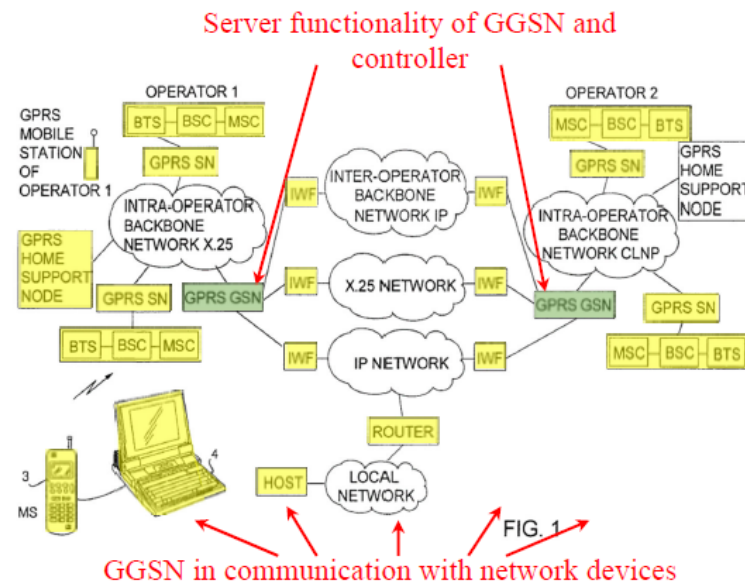 Server functionality of GGSN and
controller
OPERATOR 1
OPERATOR 2
GPRS
MOBILE
STATION
OF
OPERATOR 1
BTS BSC MSC
GPRS SN
MSC BSC BTS
GPRS SN
GPRS
HOME
SUPPORT
NODE
INTRA-OPERATOR
BACKBONE
NETWORK X.25
IWF
INTER-OPERATOR
BACKBONE
NETWORK IP
IWF
INTRA-OPERATOR
BACKBONE
NETWORK CLNP
GPRS
HOME
SUPPORT
NODE
GPRS SN
GPRS GSN
IWF
X.25 NETWORK
IWF
GPRS GSN
GPRS SN
BTS BSC MSC
IWF
IP NETWORK
IWF
MSC BSC BTS
ROUTER
3
4
MS
HOST
LOCAL
NETWORK
FIG. 1
GGSN in communication with network devices